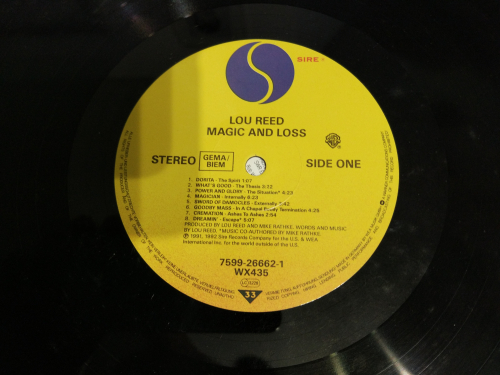 SIRE
LOU REED
MAGIC AND LOSS
STEREO
GEMA/
BIEM
SIDE ONE
1. DORITA - The Spirit 1:07
2. WHAT'S GOOD - The Thesis 3:12
3. POWER AND GLORY - The Situation* 4:23
4. MAGICIAN - Internally 6:23
5. SWORD OF DAMOCLES - Externally 3:42
6. GOODBY MASS - In A Chapel Bodily Termination 4:25
7. CREMATION - Ashes To Ashes 2:54
8. DREAMIN' - Escape* 5:07
PRODUCED BY LOU REED AND MIKE RATHKE. WORDS AND MUSIC
BY LOU REED. *MUSIC CO-AUTHORED BY MIKE RATHKE.
1991, 1992 Sire Records Company for the U.S. & WEA
International Inc. for the world outside of the U.S.
7599-26662-1
WX435
33